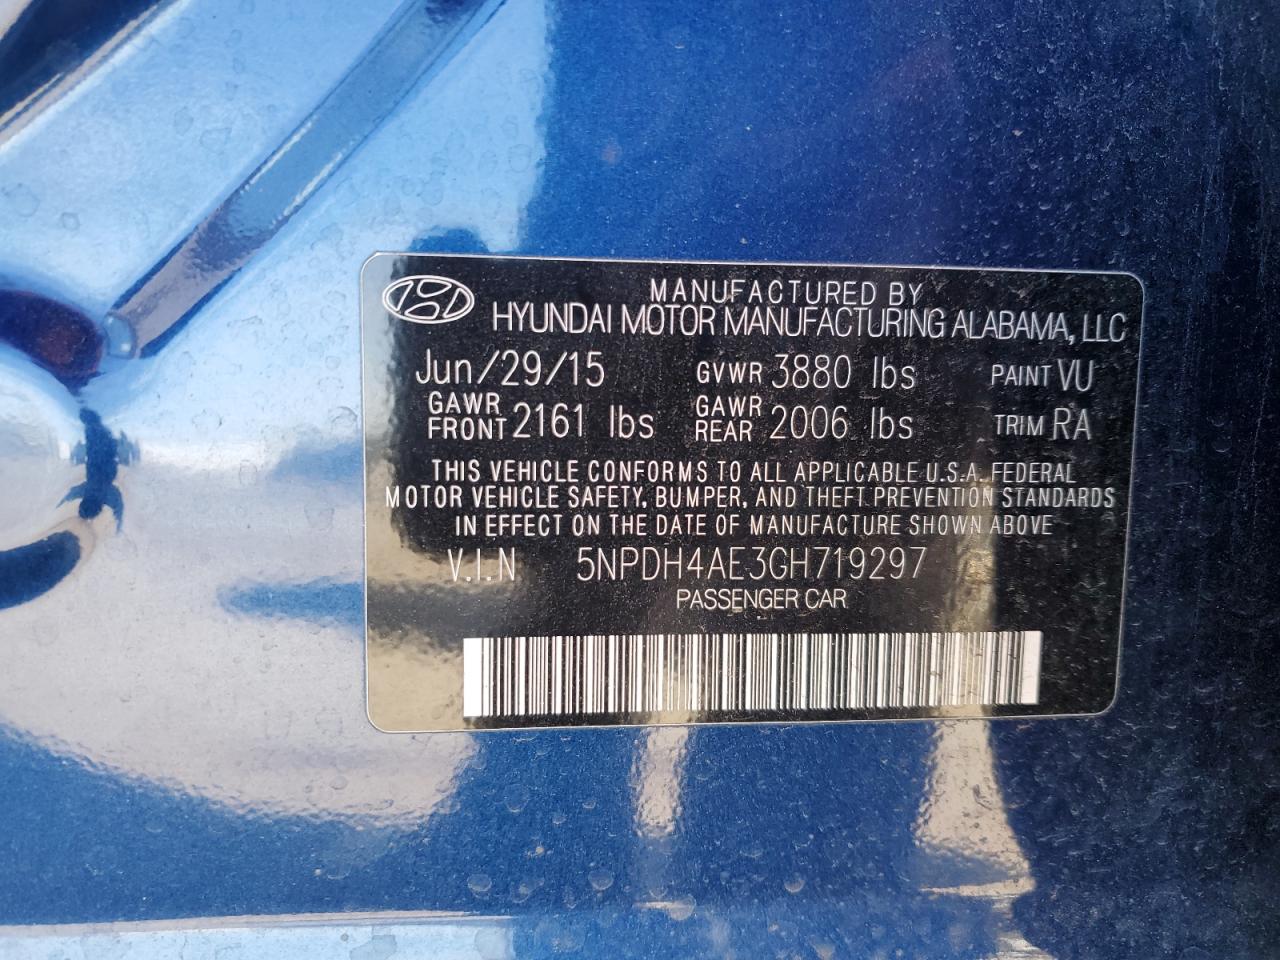 MANUFACTURED BY
HYUNDAI MOTOR MANUFACTURING ALABAMA, LLC
Jun/29/15 GVWR 3880 lbs PAINT VU
GAWR FRONT 2161 lbs GAWR REAR 2006 lbs TRIM RA
THIS VEHICLE CONFORMS TO ALL APPLICABLE U.S.A. FEDERAL
MOTOR VEHICLE SAFETY, BUMPER, AND THEFT PREVENTION STANDARDS
IN EFFECT ON THE DATE OF MANUFACTURE SHOWN ABOVE
V.I.N 5NPDH4AE3GH719297
PASSENGER CAR